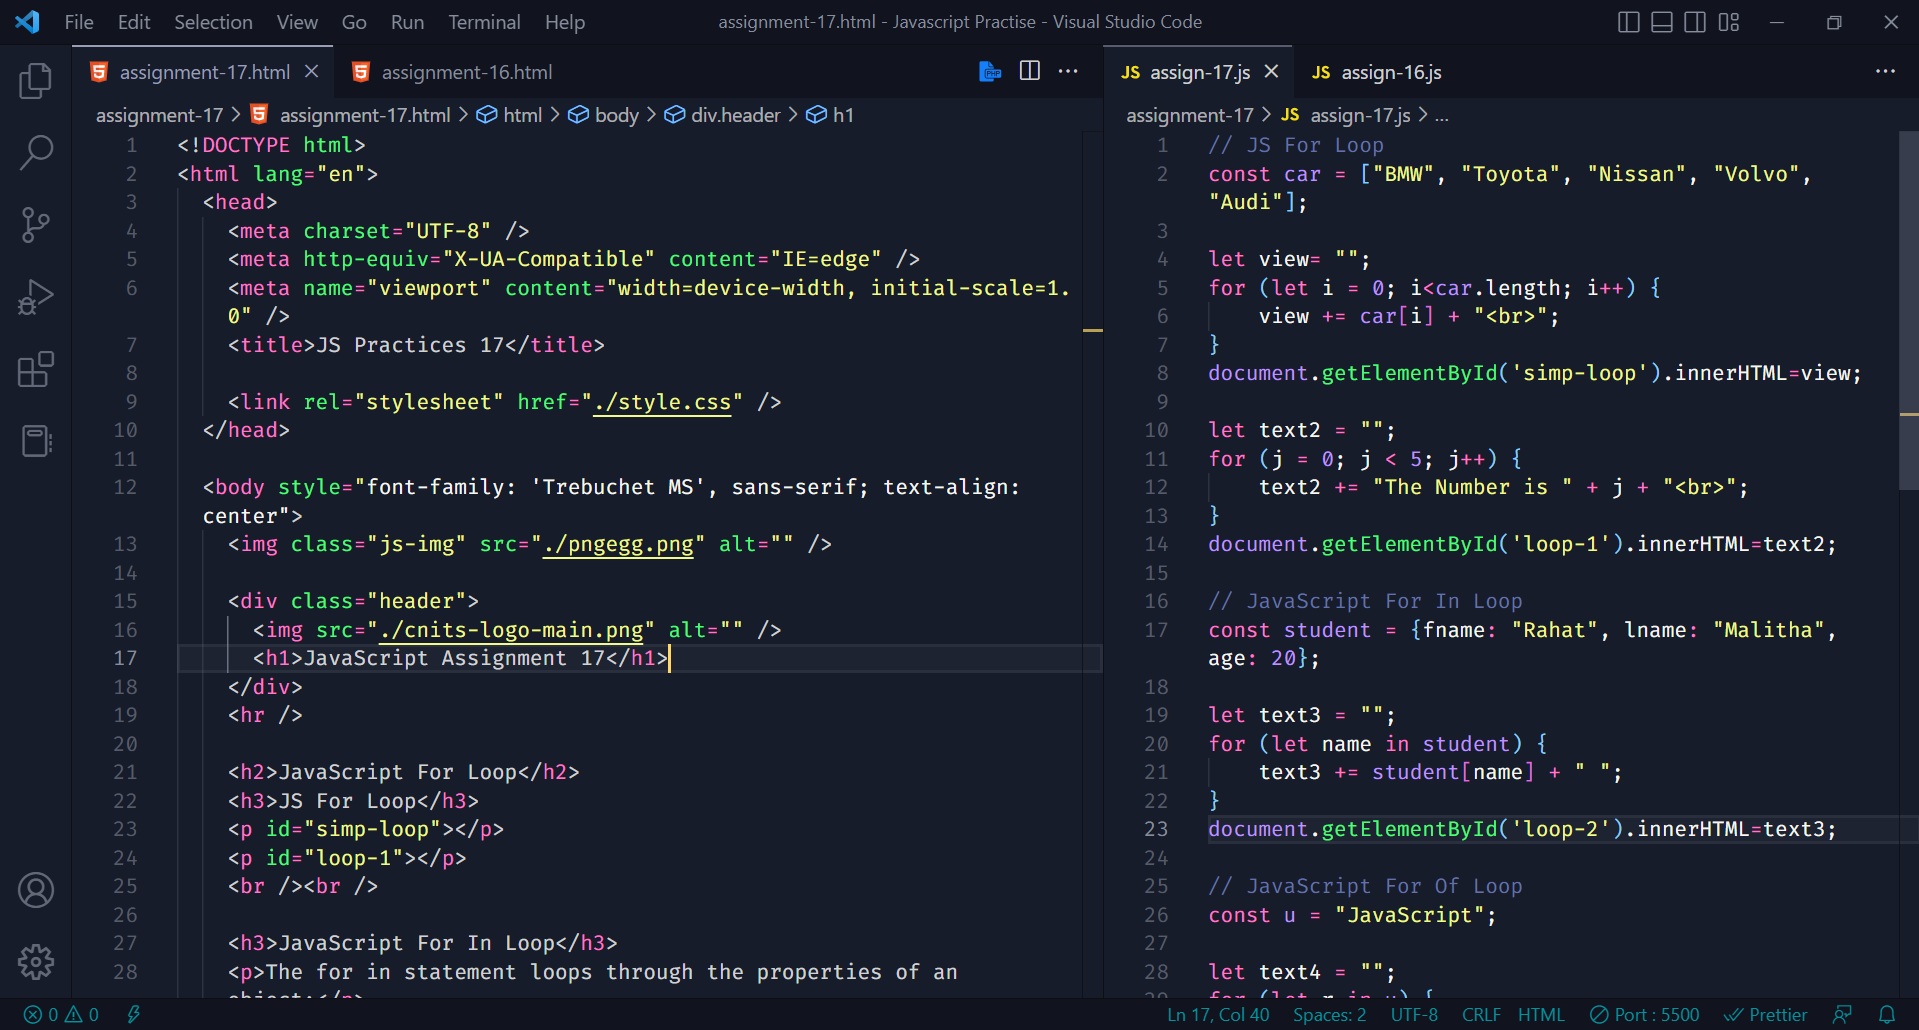 File Edit Selection View Go Run Terminal Help
assignment-17.html - Javascript Practise - Visual Studio Code
assignment-17.html
assignment-16.html
PHP
assignment-17 > assignment-17.html > html > body > div.header > h1
1 <!DOCTYPE html>
2 <html lang="en">
3 <head>
4 <meta charset="UTF-8" />
5 <meta http-equiv="X-UA-Compatible" content="IE=edge" />
6 <meta name="viewport" content="width=device-width, initial-scale=1.
0" />
7 <title>JS Practices 17</title>
8
9 <link rel="stylesheet" href="./style.css" />
10 </head>
11
12 <body style="font-family: 'Trebuchet MS', sans-serif; text-align:
center">
13 <img class="js-img" src="./pngegg.png" alt="" />
14
15 <div class="header">
16 <img src="./cnits-logo-main.png" alt="" />
17 <h1>JavaScript Assignment 17</h1>
18 </div>
19 <hr />
20
21 <h2>JavaScript For Loop</h2>
22 <h3>JS For Loop</h3>
23 <p id="simp-loop"></p>
24 <p id="loop-1"></p>
25 <br /><br />
26
27 <h3>JavaScript For In Loop</h3>
28 <p>The for in statement loops through the properties of an
object:</p>
JS assign-17.js
JS assign-16.js
assignment-17 > JS assign-17.js > ...
1 // JS For Loop
2 const car = ["BMW", "Toyota", "Nissan", "Volvo",
"Audi"];
3
4 let view= "";
5 for (let i = 0; i<car.length; i++) {
6 view += car[i] + "<br>";
7 }
8 document.getElementById('simp-loop').innerHTML=view;
9
10 let text2 = "";
11 for (j = 0; j < 5; j++) {
12 text2 += "The Number is " + j + "<br>";
13 }
14 document.getElementById('loop-1').innerHTML=text2;
15
16 // JavaScript For In Loop
17 const student = {fname: "Rahat", lname: "Malitha",
age: 20};
18
19 let text3 = "";
20 for (let name in student) {
21 text3 += student[name] + " ";
22 }
23 document.getElementById('loop-2').innerHTML=text3;
24
25 // JavaScript For Of Loop
26 const u = "JavaScript";
27
28 let text4 = "";
29 for (let r in u) {
0 0
Ln 17, Col 40 Spaces: 2 UTF-8 CRLF HTML Port : 5500 Prettier